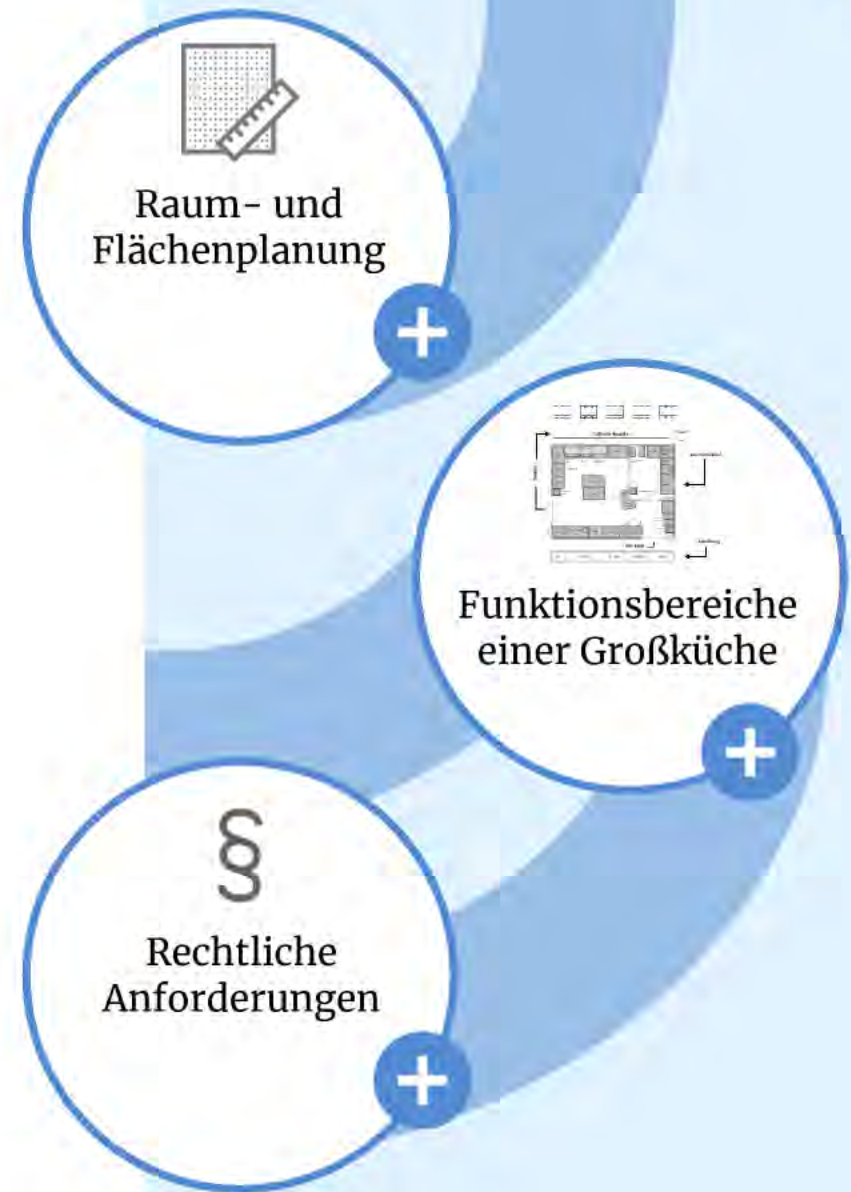 Raum- und
Flächenplanung
Funktionsbereiche
einer Großküche
§
Rechtliche
Anforderungen